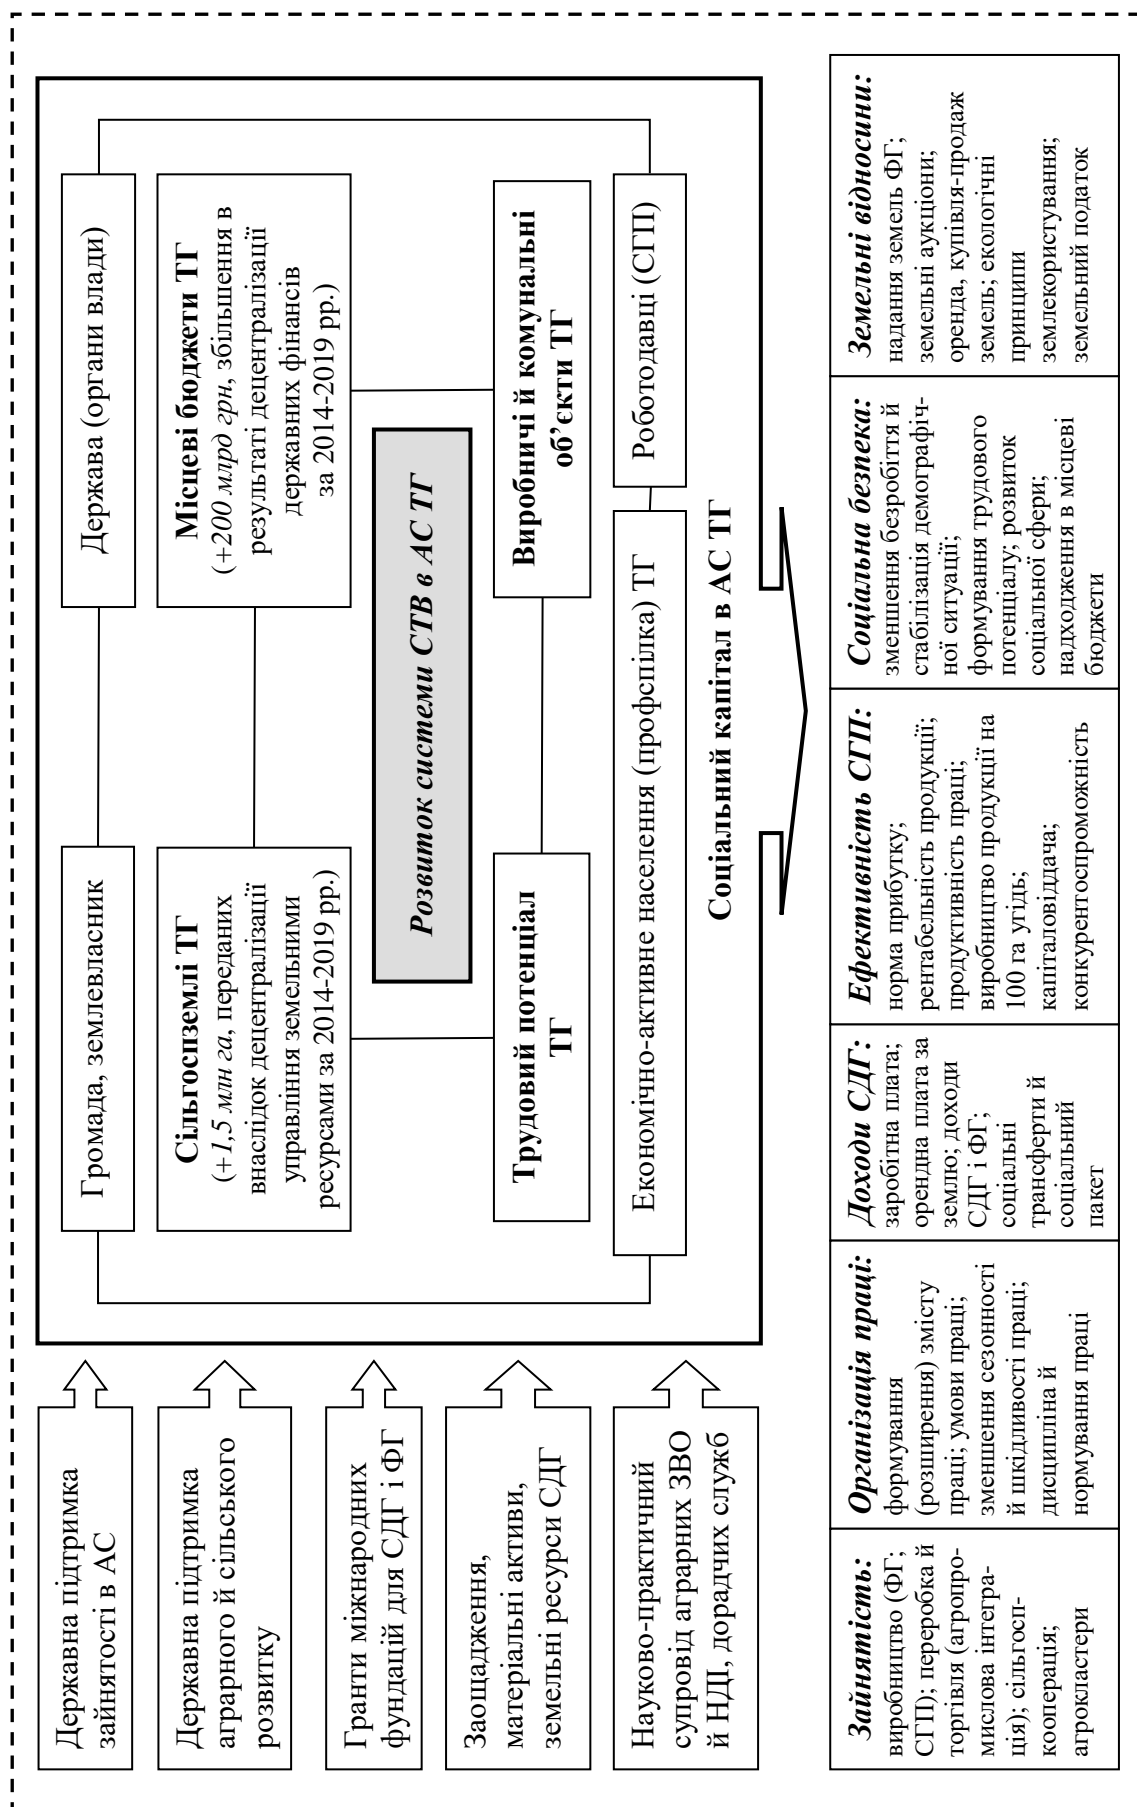 Державна підтримка
зайнятості в АС
Державна підтримка
аграрного й сільського
розвитку
Гранти міжнародних
фундацій для СДГ і ФГ
Заощадження,
матеріальні активи,
земельні ресурси СДГ
Науково-практичний
супровід аграрних ЗВО
й НДІ, дорадчих служб
Громада, землевласник
Держава (органи влади)
Сільгоспземлі ТГ
(+1,5 млн га, переданих
внаслідок децентралізації
управління земельними
ресурсами за 2014-2019 рр.)
Місцеві бюджети ТГ
(+200 млрд грн, збільшення в
результаті децентралізації
державних фінансів
за 2014-2019 рр.)
Розвиток системи СТВ в АС ТГ
Трудовий потенціал
ТГ
Виробничі й комунальні
об’єкти ТГ
Економічно-активне населення (профспілка) ТГ
Роботодавці (СГП)
Соціальний капітал в АС ТГ
Зайнятість:
виробництво (ФГ;
СГП); переробка й
торгівля (агропро-
мислова інтегра-
ція); сільгосп-
кооперація;
агрокластери
Організація праці:
формування
(розширення) змісту
праці; умови праці;
зменшення сезонності
й шкідливості праці;
дисципліна й
нормування праці
Доходи СДГ:
заробітна плата;
орендна плата за
землю; доходи
СДГ і ФГ;
соціальні
трансферти й
соціальний
пакет
Ефективність СГП:
норма прибутку;
рентабельність продукції;
продуктивність праці;
виробництво продукції на
100 га угідь;
капіталовіддача;
конкурентоспроможність
Соціальна безпека:
зменшення безробіття й
стабілізація демографіч-
ної ситуації;
формування трудового
потенціалу; розвиток
соціальної сфери;
надходження в місцеві
бюджети
Земельні відносини:
надання земель ФГ;
земельні аукціони;
оренда, купівля-продаж
земель; екологічні
принципи
землекористування;
земельний податок